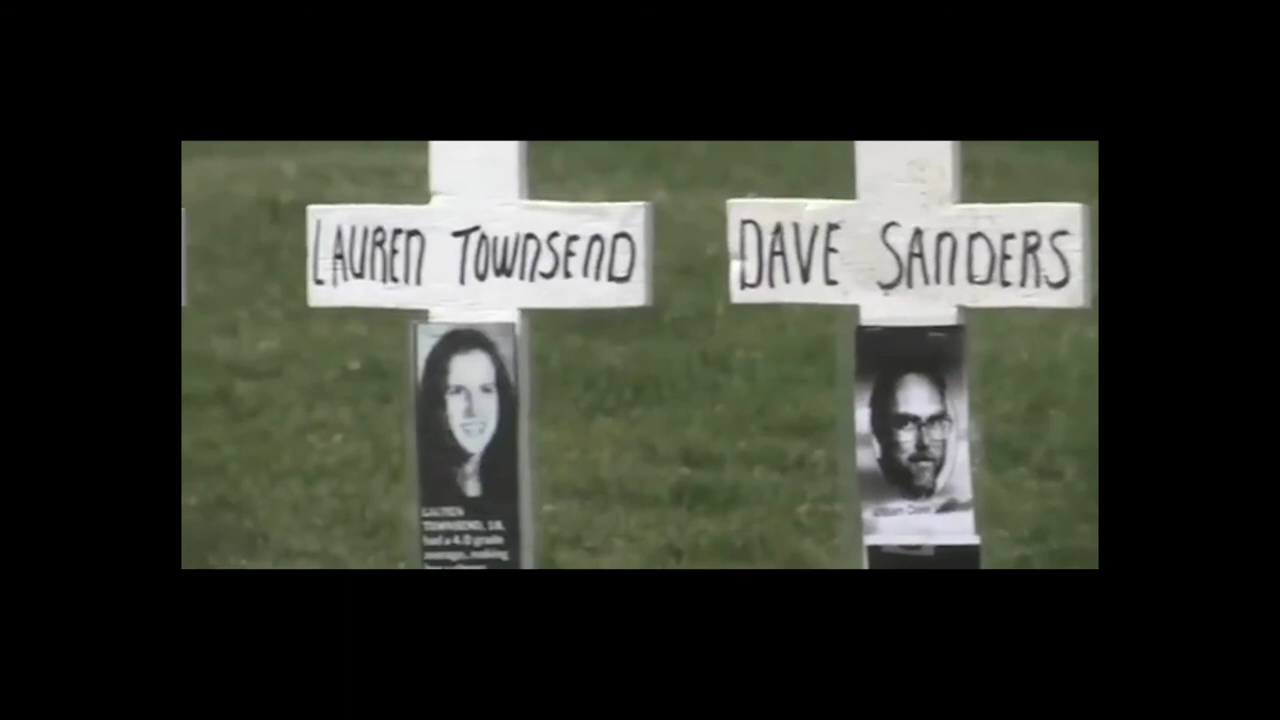 LAUREN TOWNSEND
DAVE SANDERS
LAUREN
TOWNSEND, 18,
had a 4.0 grade
average, making